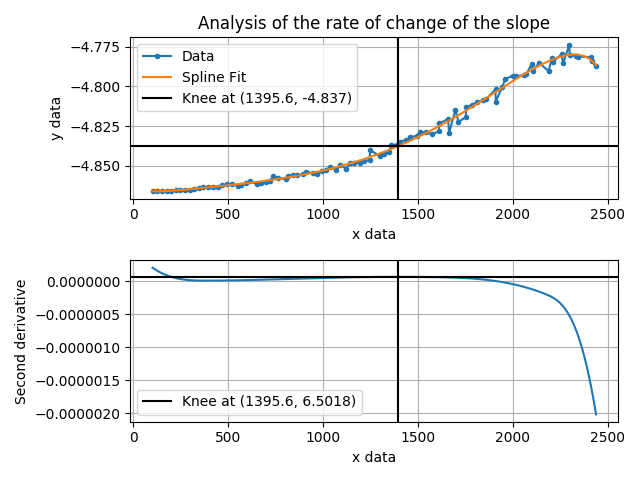 Analysis of the rate of change of the slope
y data
−4.775
−4.800
−4.825
−4.850
Data
Spline Fit
Knee at (1395.6, -4.837)
0
500
1000
1500
2000
2500
x data
Second derivative
0.0000000
−0.0000005
−0.0000010
−0.0000015
−0.0000020
Knee at (1395.6, 6.5018)
0
500
1000
1500
2000
2500
x data